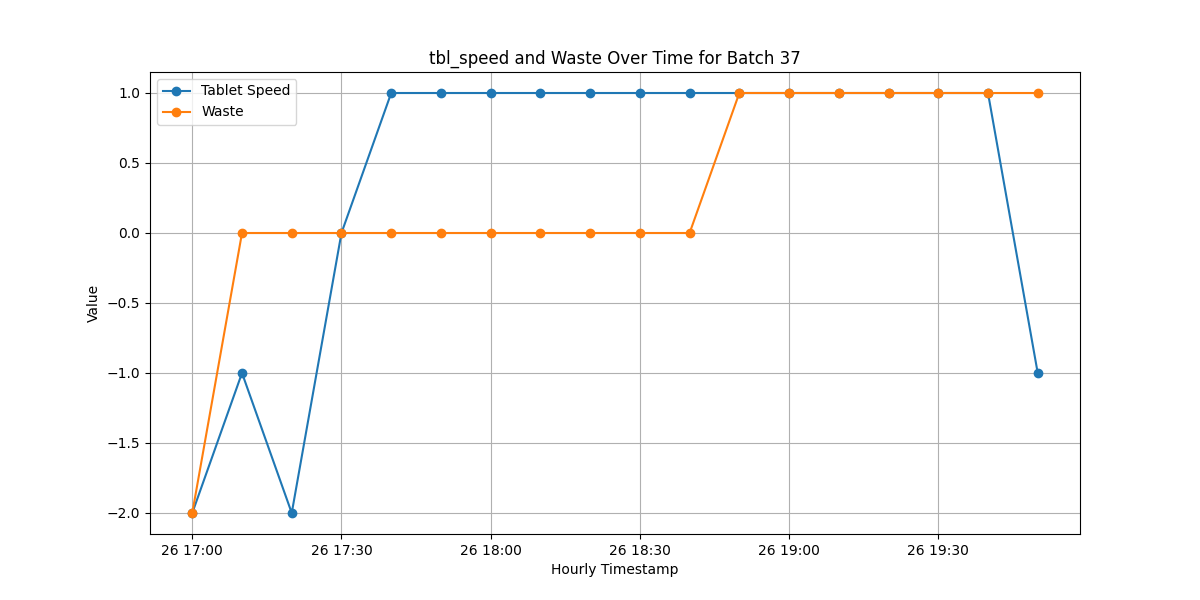 tbl_speed and Waste Over Time for Batch 37
Tablet Speed
Waste
1.0
0.5
0.0
−0.5
−1.0
−1.5
−2.0
Value
26 17:00
26 17:30
26 18:00
26 18:30
26 19:00
26 19:30
Hourly Timestamp